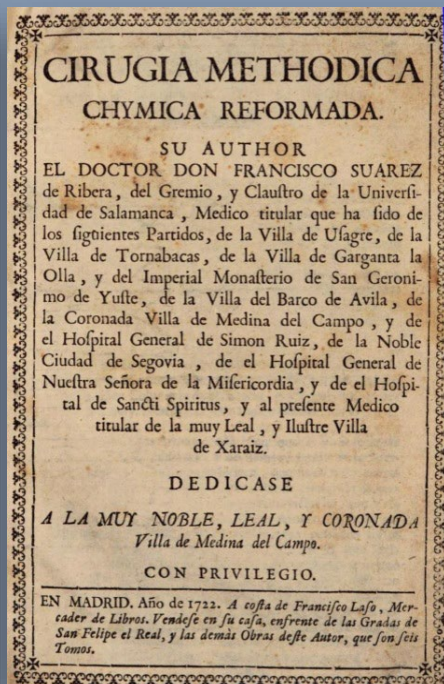 CIRUGIA METHODICA
CHYMICA REFORMADA.
SU AUTHOR
EL DOCTOR DON FRANCISCO SUAREZ
de Ribera, del Gremio, y Clauſtro de la Univerſi-
dad de Salamanca, Medico titular que ha ſido de
los ſiguientes Partidos, de la Villa de Uſagre, de la
Villa de Tornabacas, de la Villa de Garganta la
Olla, y del Imperial Monaſterio de San Geroni-
mo de Yuſte, de la Villa del Barco de Avila, de
la Coronada Villa de Medina del Campo, y de
el Hoſpital General de Simon Ruiz, de la Noble
Ciudad de Segovia, de el Hoſpital General de
Nueſtra Señora de la Miſericordia, y de el Hoſpi-
tal de Sancti Spiritus, y al preſente Medico
titular de la muy Leal, y Iluſtre Villa
de Xaraiz.
DEDICASE
A LA MUY NOBLE, LEAL, Y CORONADA
Villa de Medina del Campo.
CON PRIVILEGIO.
EN MADRID. Año de 1722. A coſta de Franciſco Laſo, Mer-
cader de Libros. Vendeſe en ſu caſa, enfrente de las Gradas de
San Felipe el Real, y las demás Obras deſte Autor, que ſon ſeis
Tomos.